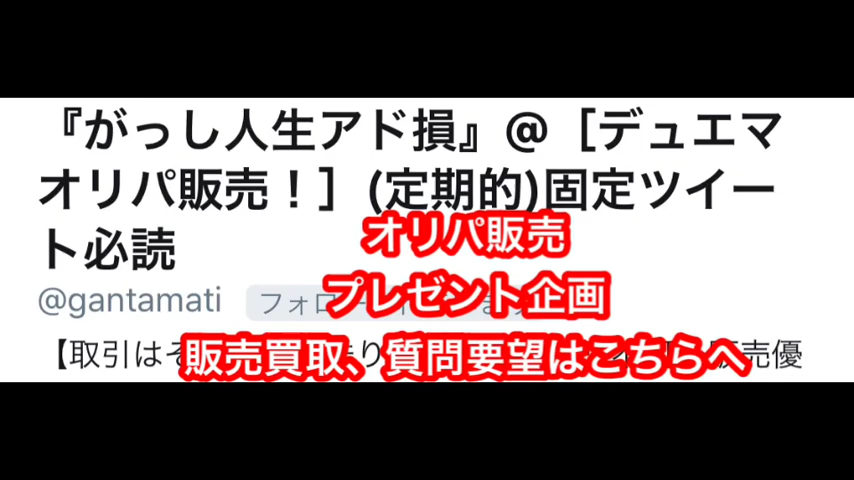 『がっし人生アド損』@［デュエマ
オリパ販売！］(定期的)固定ツイー
ト必読
オリパ販売
@gantamati
フォロ
プレゼント企画
【取引は
販売優
販売買取、質問要望はこちらへ